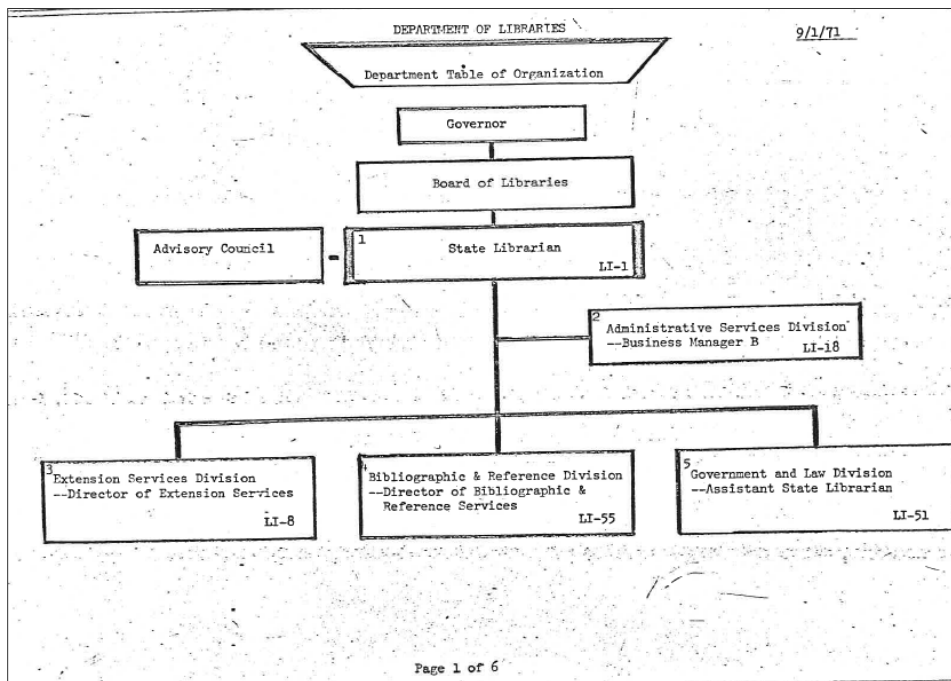 DEPARTMENT OF LIBRARIES
9/1/71
Department Table of Organization
Governor
Board of Libraries
Advisory Council
1
State Librarian
LI-1
2
Administrative Services Division
--Business Manager B
LI-18
3
Extension Services Division
--Director of Extension Services
LI-8
4
Bibliographic & Reference Division
--Director of Bibliographic &
Reference Services
LI-55
5
Government and Law Division
--Assistant State Librarian
LI-51
Page 1 of 6